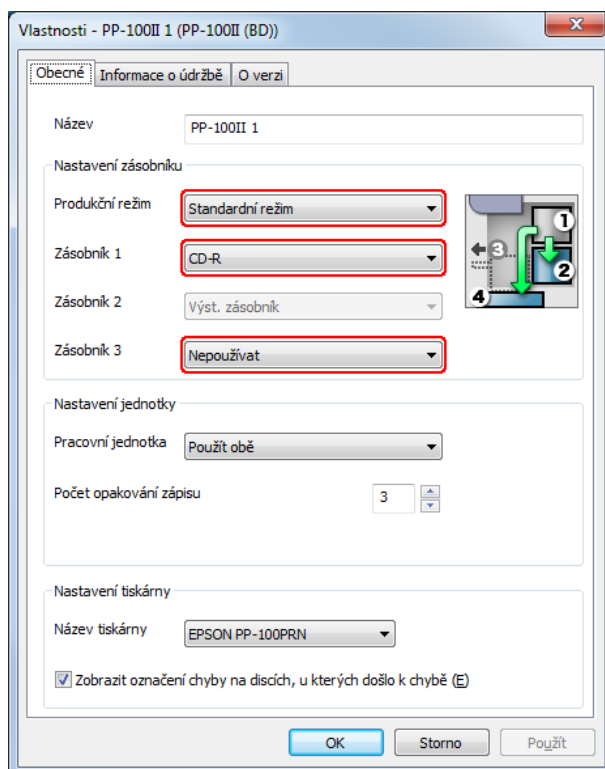 Vlastnosti - PP-100II 1 (PP-100II (BD))
Obecné Informace o údržbě O verzi
Název PP-100II 1
Nastavení zásobníku
Produkční režim Standardní režim
Zásobník 1 CD-R
Zásobník 2 Výst. zásobník
Zásobník 3 Nepoužívat
1
3
2
4
Nastavení jednotky
Pracovní jednotka Použít obě
Počet opakování zápisu 3
Nastavení tiskárny
Název tiskárny EPSON PP-100PRN
Zobrazit označení chyby na discích, u kterých došlo k chybě (E)
OK Storno Použít